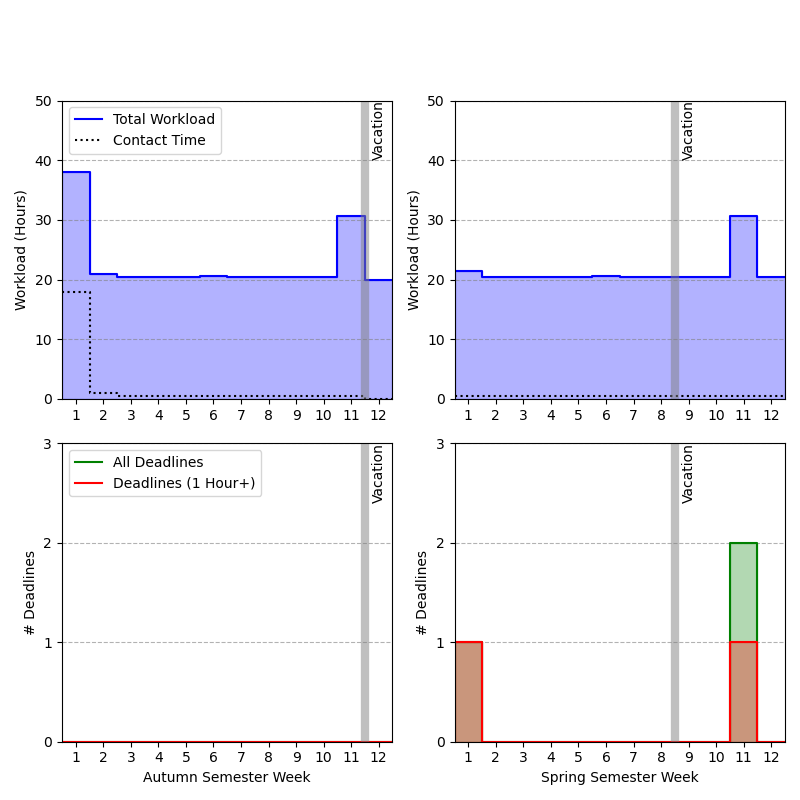 50
40
30
20
10
0
Workload (Hours)
Total Workload
Contact Time
Vacation
1 2 3 4 5 6 7 8 9 10 11 12
50
40
30
20
10
0
Workload (Hours)
Vacation
1 2 3 4 5 6 7 8 9 10 11 12
3
2
1
0
# Deadlines
All Deadlines
Deadlines (1 Hour+)
Vacation
1 2 3 4 5 6 7 8 9 10 11 12
Autumn Semester Week
3
2
1
0
# Deadlines
Vacation
1 2 3 4 5 6 7 8 9 10 11 12
Spring Semester Week